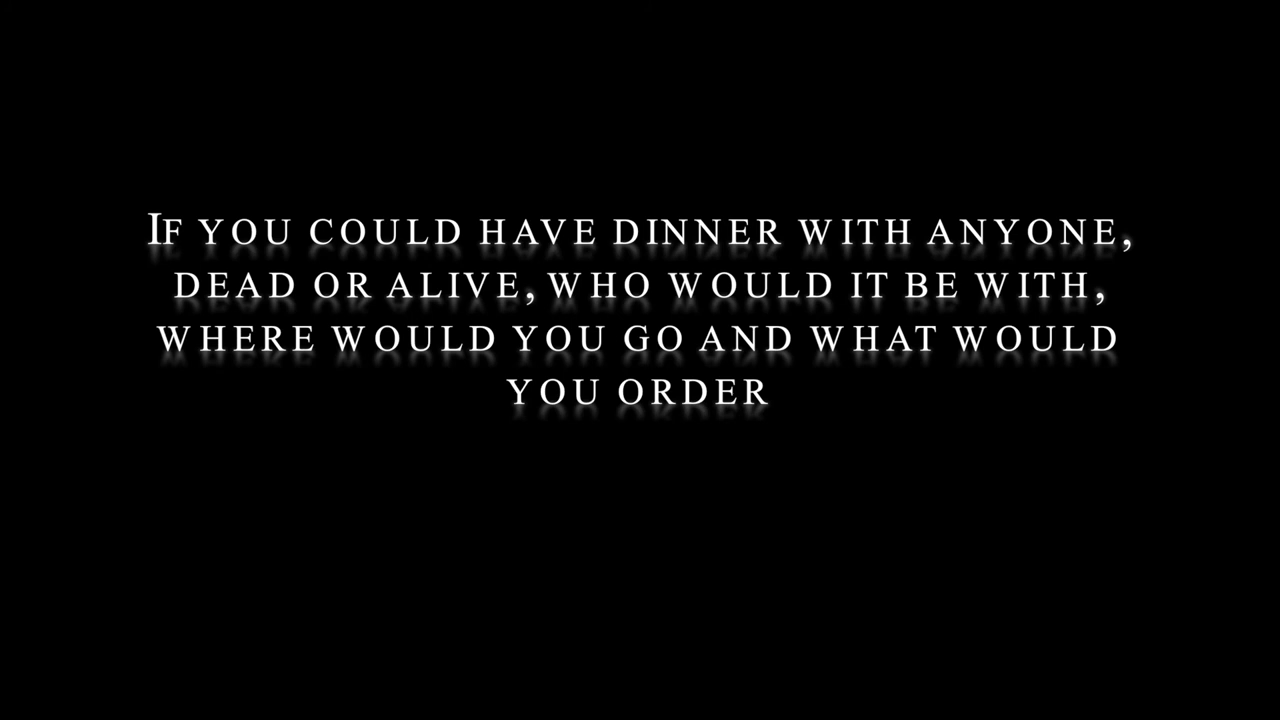 If you could have dinner with anyone,
dead or alive, who would it be with,
where would you go and what would
you order